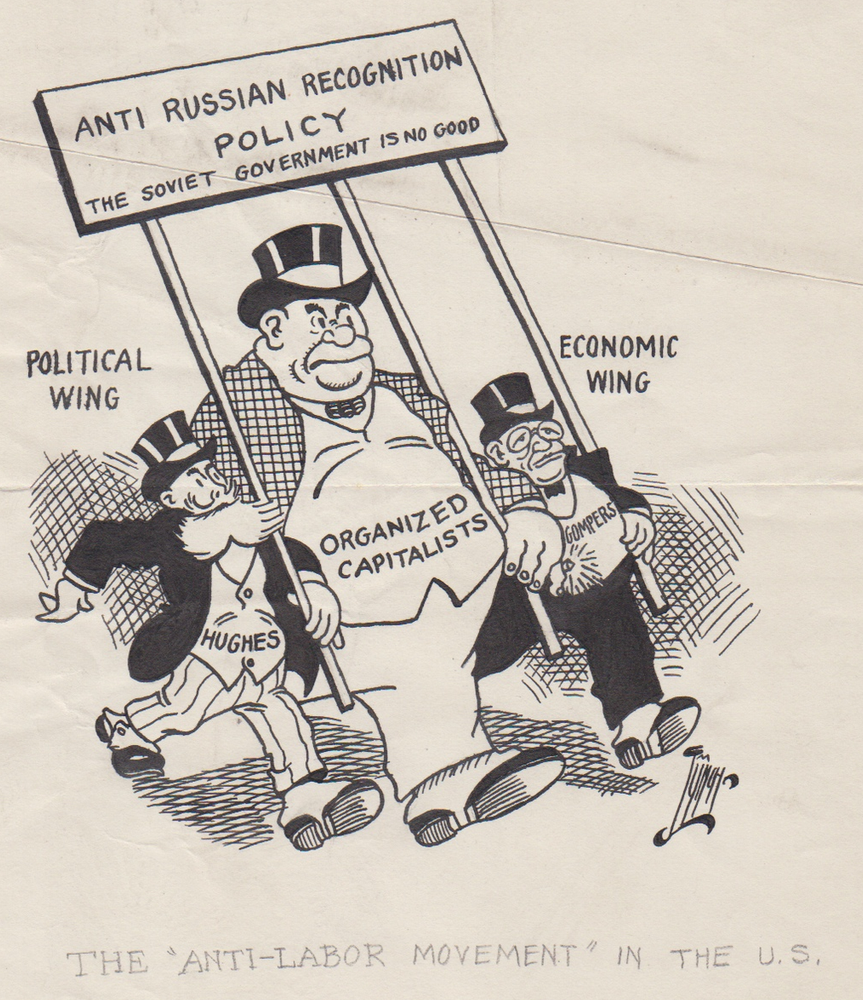 ANTI RUSSIAN RECOGNITION
POLICY
THE SOVIET GOVERNMENT IS NO GOOD
POLITICAL
WING
ECONOMIC
WING
ORGANIZED
CAPITALISTS
GOMPERS
HUGHES
THE "ANTI-LABOR MOVEMENT" IN THE U.S.